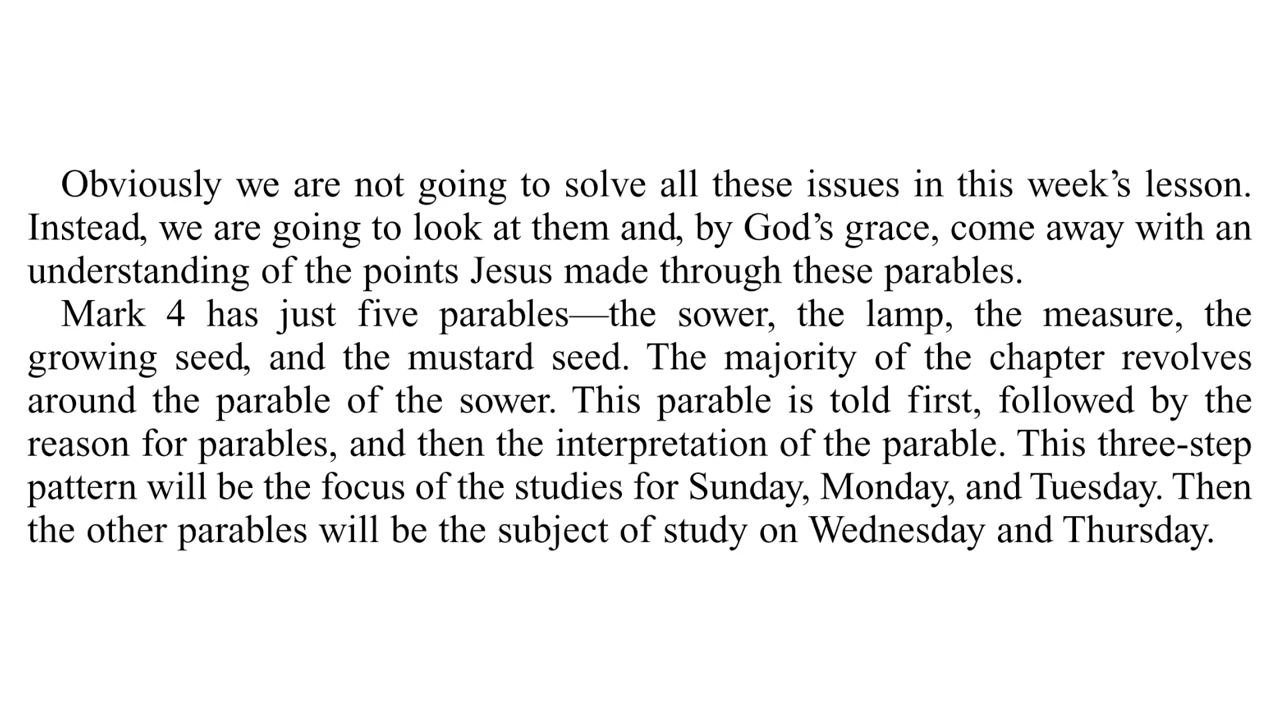 Obviously we are not going to solve all these issues in this week’s lesson.
Instead, we are going to look at them and, by God’s grace, come away with an
understanding of the points Jesus made through these parables.
Mark 4 has just five parables—the sower, the lamp, the measure, the
growing seed, and the mustard seed. The majority of the chapter revolves
around the parable of the sower. This parable is told first, followed by the
reason for parables, and then the interpretation of the parable. This three-step
pattern will be the focus of the studies for Sunday, Monday, and Tuesday. Then
the other parables will be the subject of study on Wednesday and Thursday.